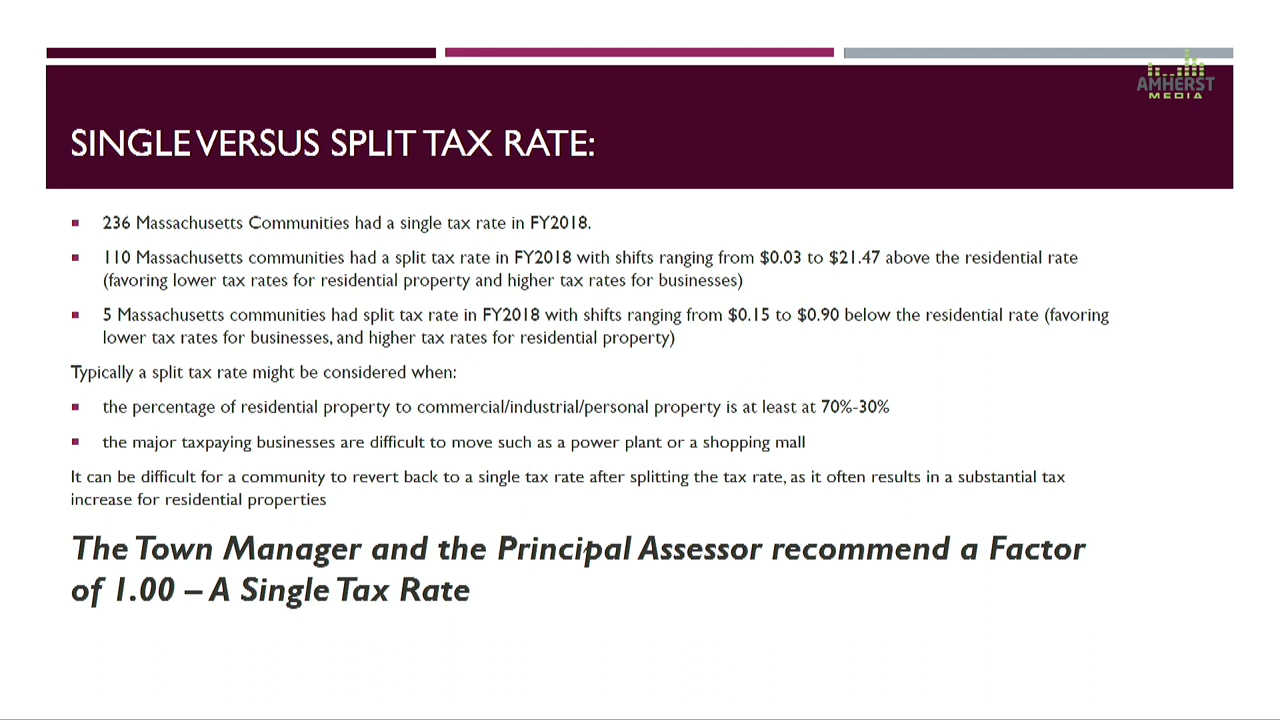 AMHERST
MEDIA
SINGLE VERSUS SPLIT TAX RATE:
236 Massachusetts Communities had a single tax rate in FY2018.
110 Massachusetts communities had a split tax rate in FY2018 with shifts ranging from $0.03 to $21.47 above the residential rate
(favoring lower tax rates for residential property and higher tax rates for businesses)
5 Massachusetts communities had split tax rate in FY2018 with shifts ranging from $0.15 to $0.90 below the residential rate (favoring
lower tax rates for businesses, and higher tax rates for residential property)
Typically a split tax rate might be considered when:
the percentage of residential property to commercial/industrial/personal property is at least at 70%-30%
the major taxpaying businesses are difficult to move such as a power plant or a shopping mall
It can be difficult for a community to revert back to a single tax rate after splitting the tax rate, as it often results in a substantial tax
increase for residential properties
The Town Manager and the Principal Assessor recommend a Factor
of 1.00 – A Single Tax Rate